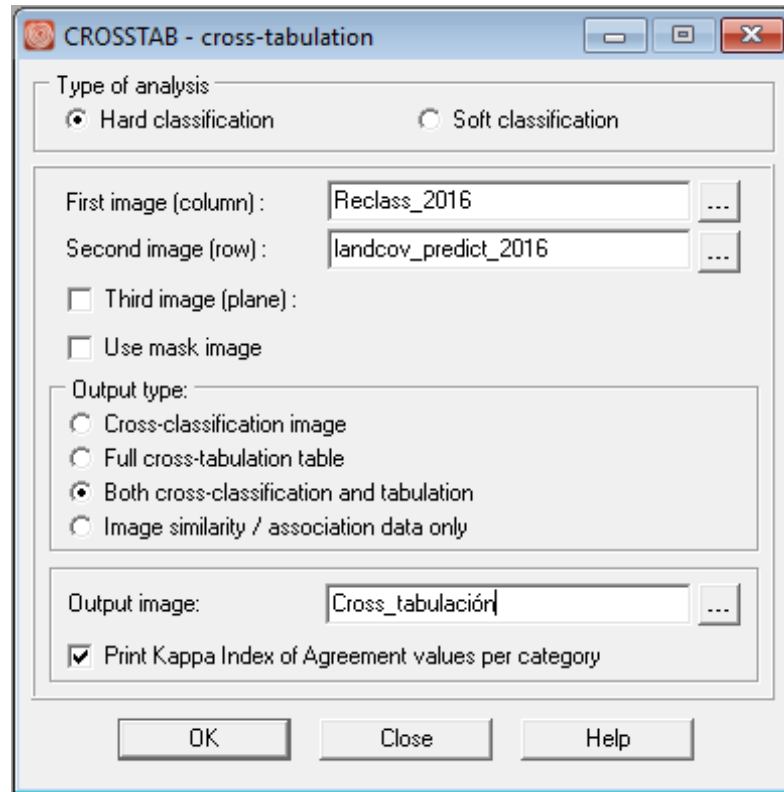 CROSSTAB - cross-tabulation
Type of analysis
Hard classification Soft classification
First image (column) : Reclass_2016 ...
Second image (row) : landcov_predict_2016 ...
Third image (plane) :
Use mask image
Output type:
Cross-classification image
Full cross-tabulation table
Both cross-classification and tabulation
Image similarity / association data only
Output image: Cross_tabulación ...
Print Kappa Index of Agreement values per category
OK Close Help